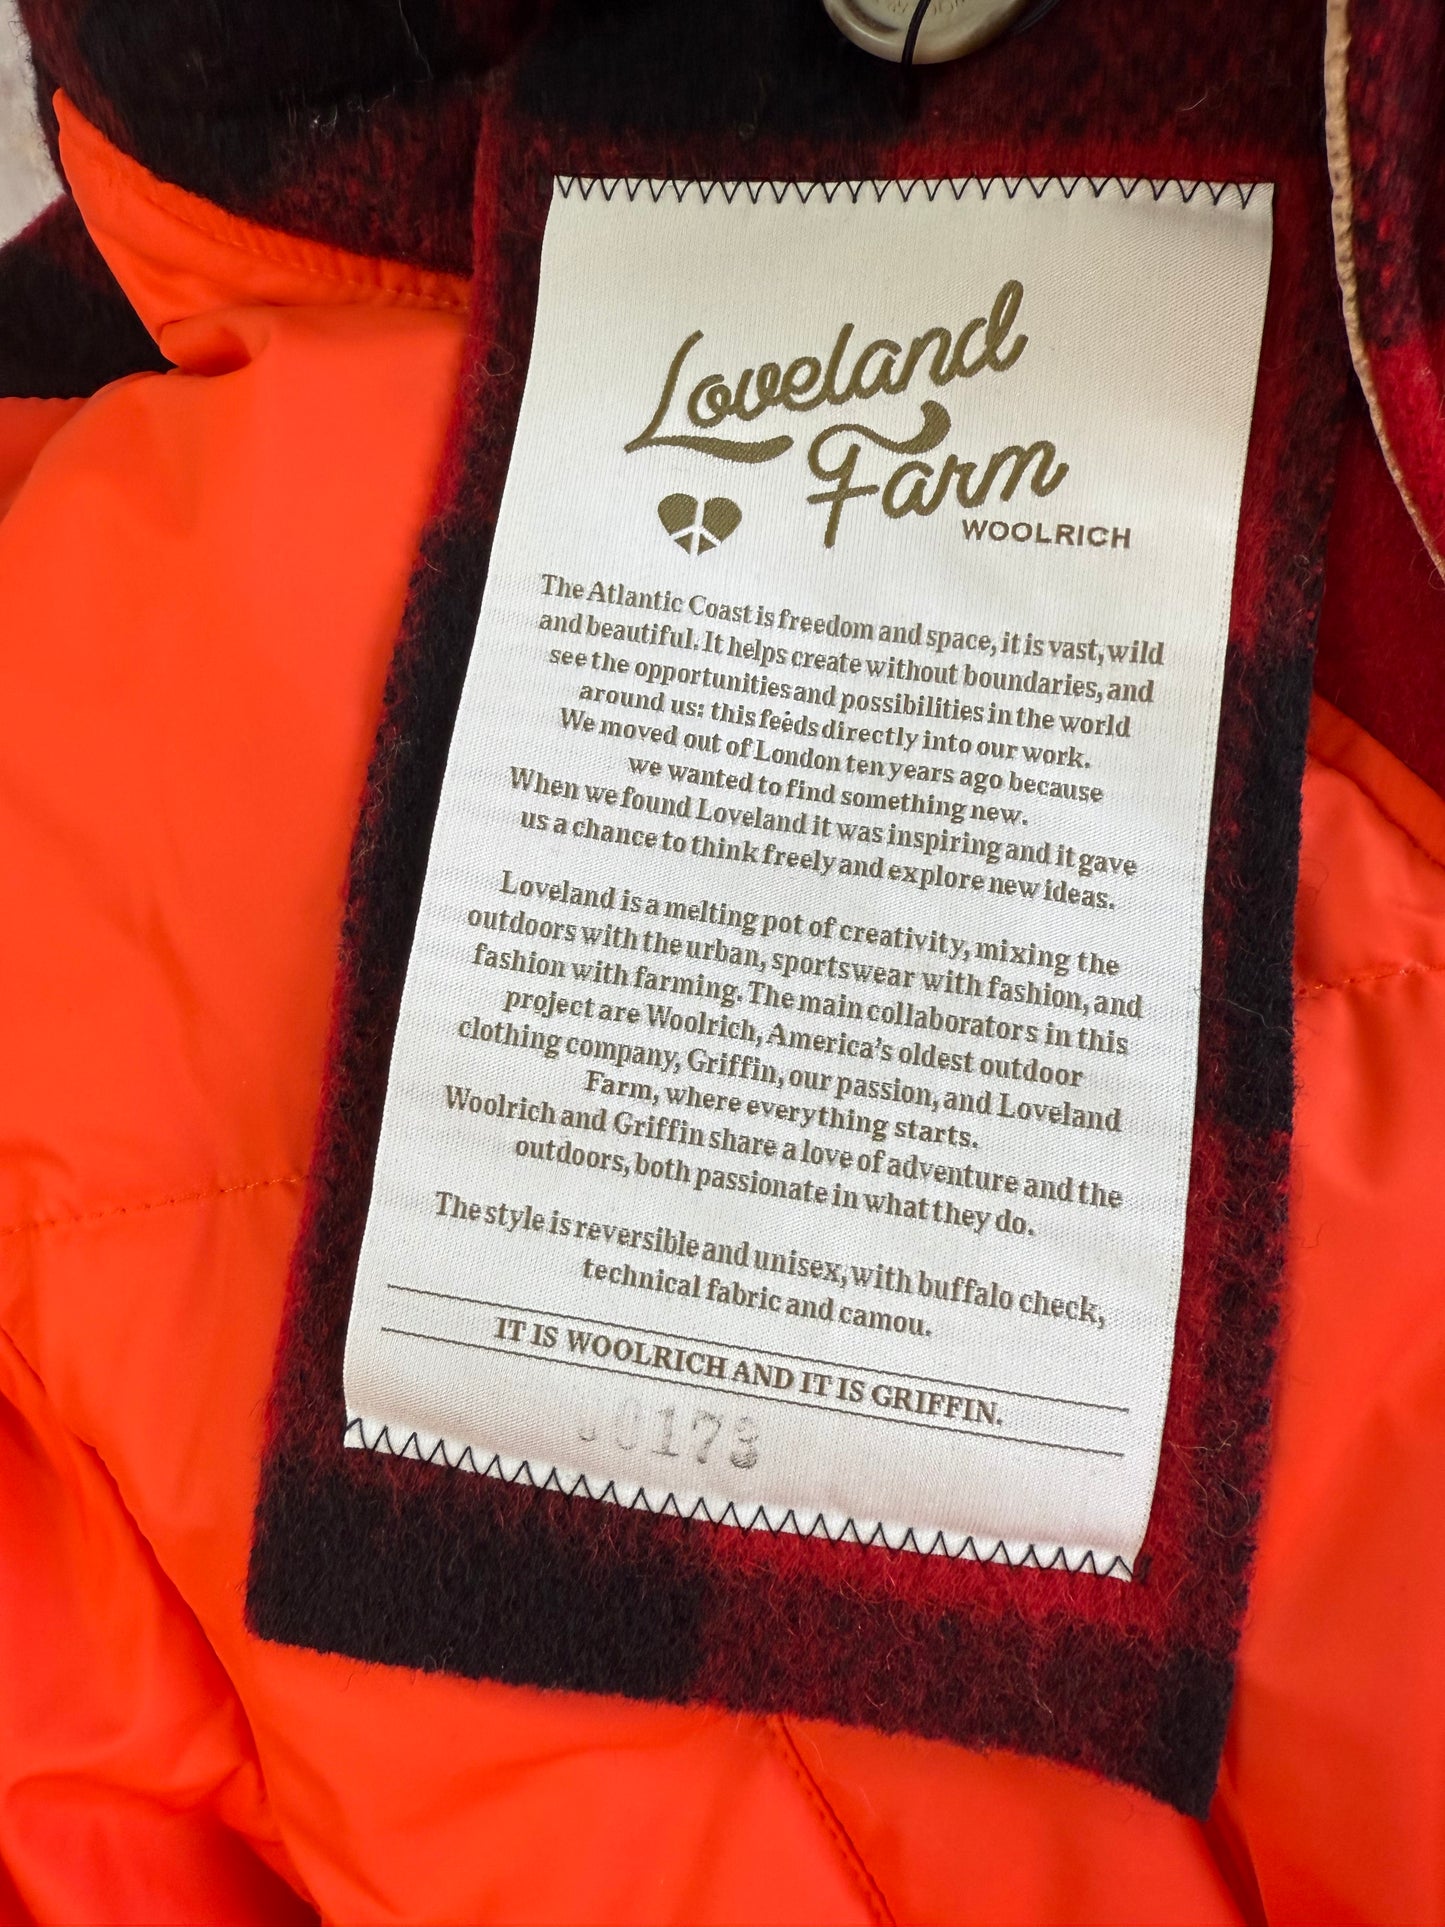 Loveland
Farm
WOOLRICH
The Atlantic Coast is freedom and space, it is vast, wild
and beautiful. It helps create without boundaries, and
see the opportunities and possibilities in the world
around us: this feeds directly into our work.
We moved out of London ten years ago because
we wanted to find something new.
When we found Loveland it was inspiring and it gave
us a chance to think freely and explore new ideas.
Loveland is a melting pot of creativity, mixing the
outdoors with the urban, sportswear with fashion, and
fashion with farming. The main collaborators in this
project are Woolrich, America's oldest outdoor
clothing company, Griffin, our passion, and Loveland
Farm, where everything starts.
Woolrich and Griffin share a love of adventure and the
outdoors, both passionate in what they do.
The style is reversible and unisex, with buffalo check,
technical fabric and camou.
IT IS WOOLRICH AND IT IS GRIFFIN.
00173